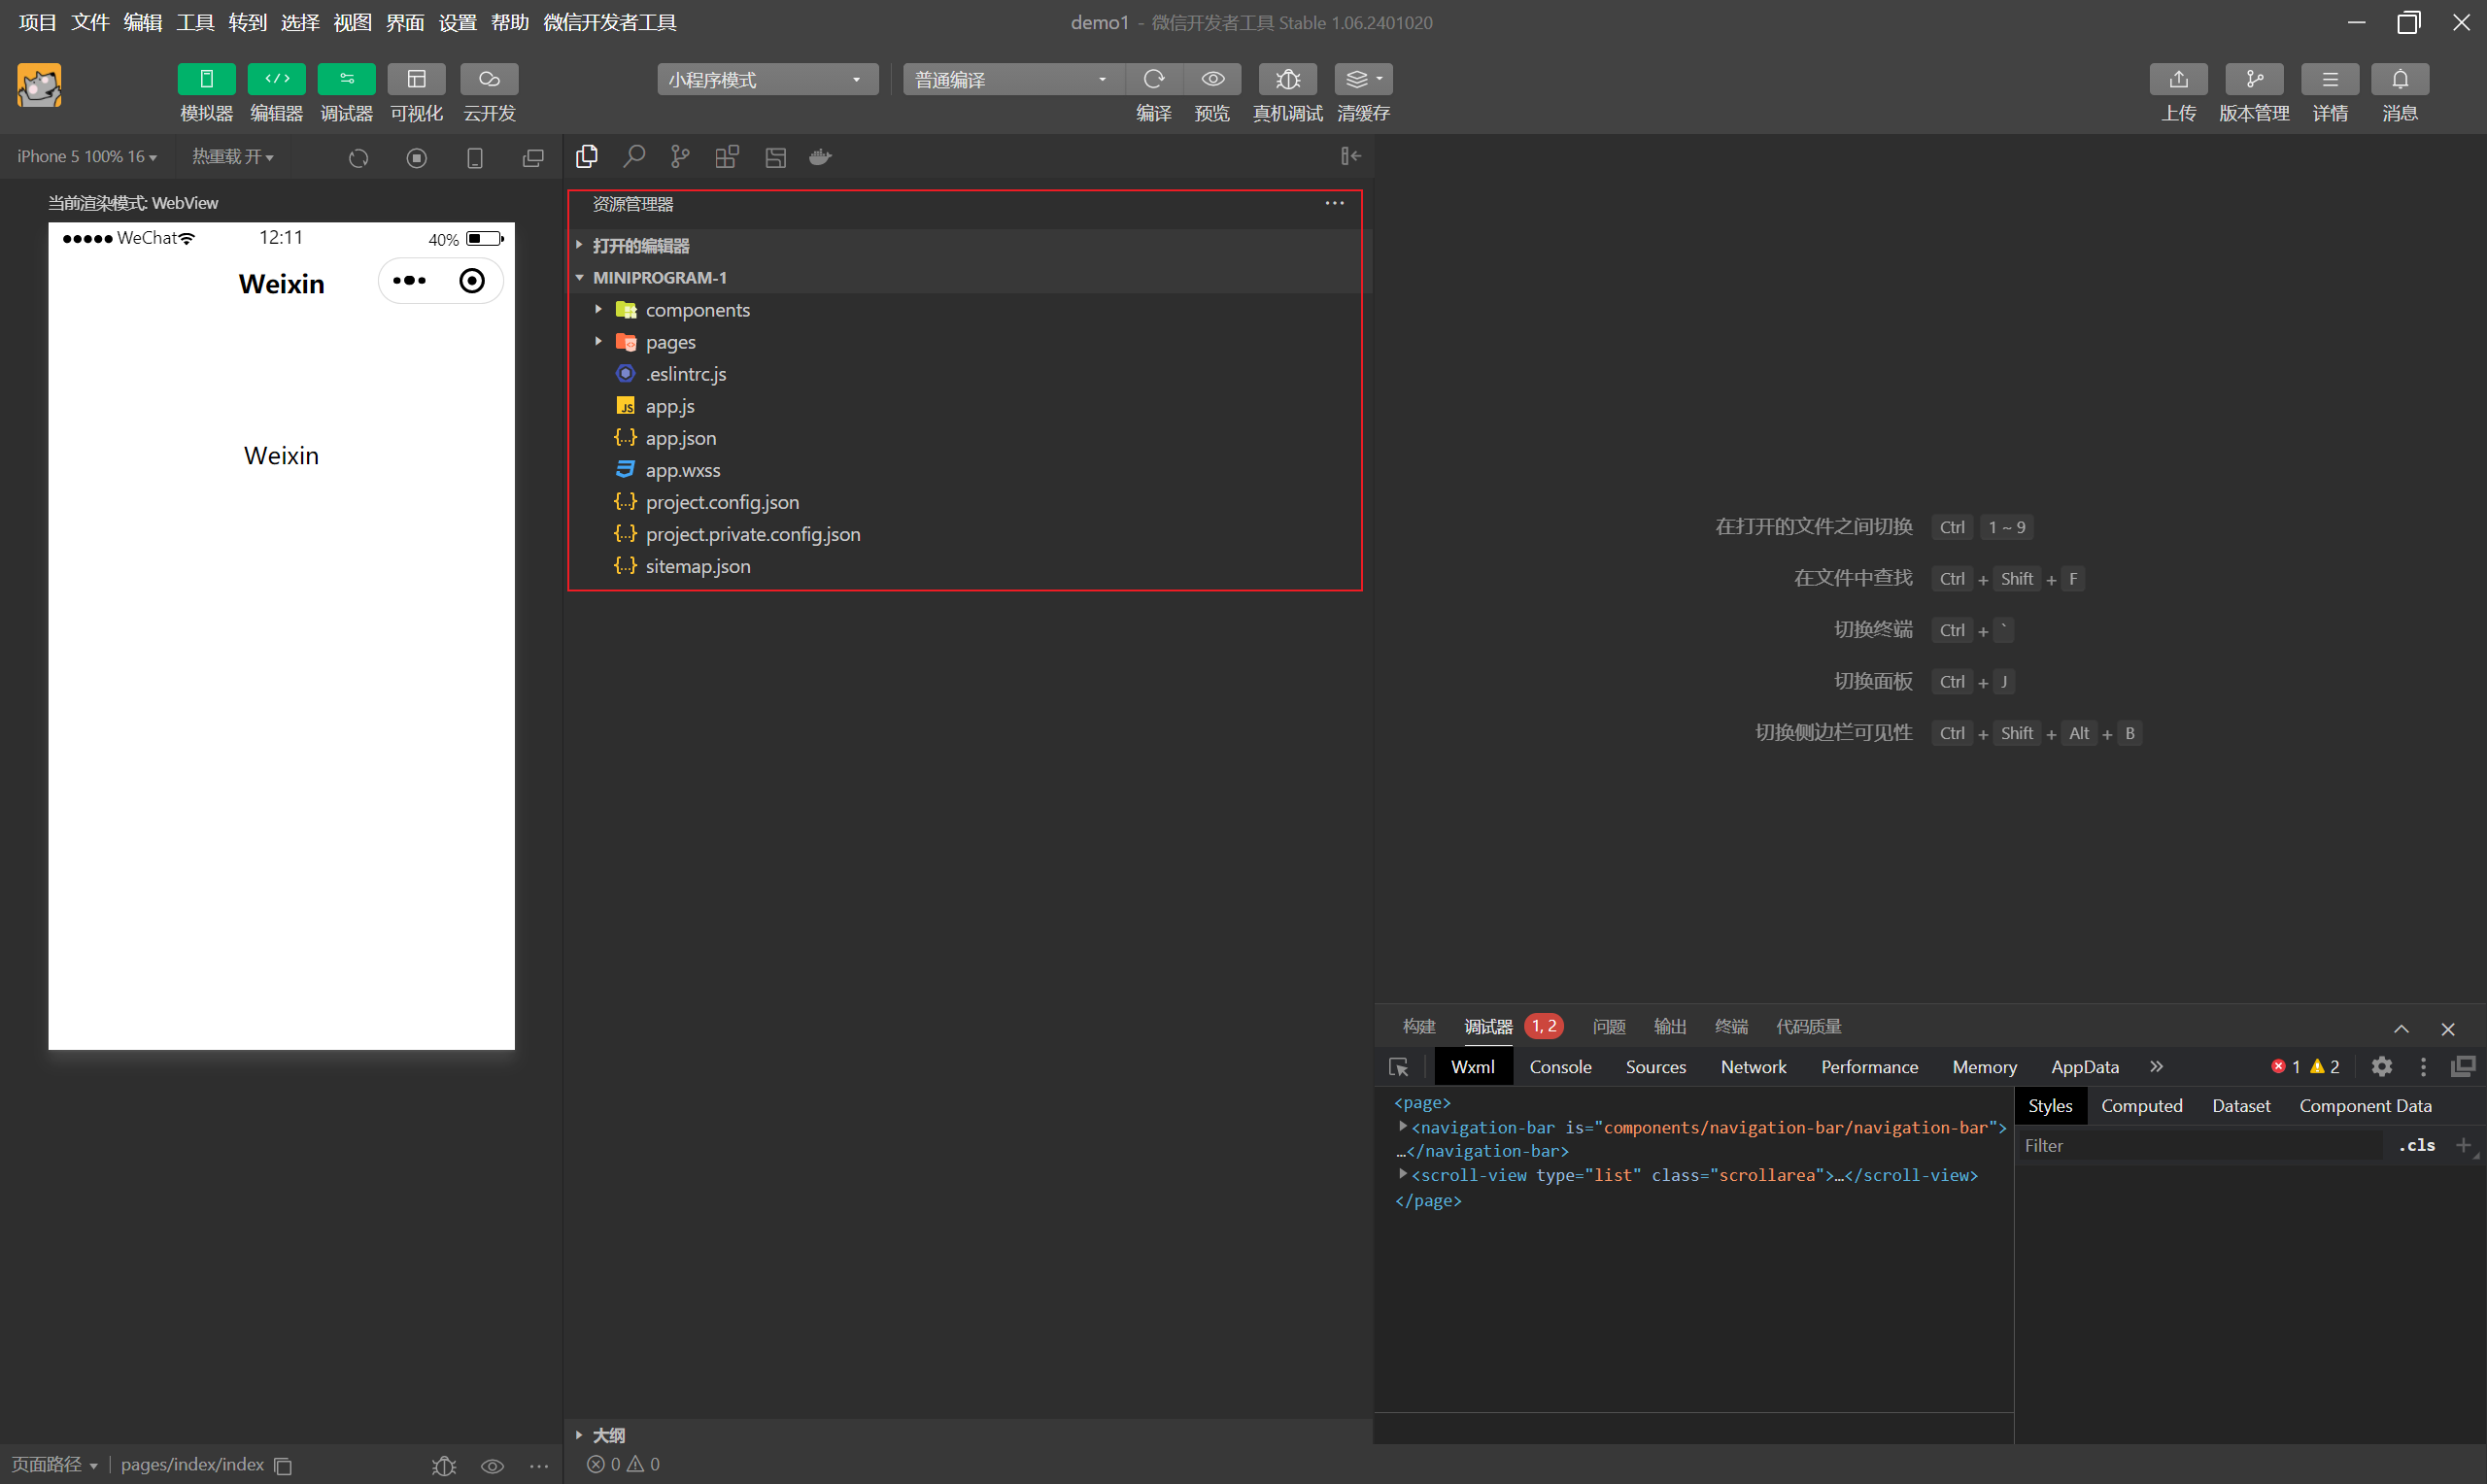 项目 文件 编辑 工具 转到 选择 视图 界面 设置 帮助 微信开发者工具
demo1 - 微信开发者工具 Stable 1.06.2401020
模拟器 编辑器 调试器 可视化 云开发
小程序模式
普通编译
编译 预览 真机调试 清缓存
上传 版本管理 详情 消息
iPhone 5 100% 16
热重载 开
当前渲染模式: WebView
WeChat 12:11 40%
Weixin
Weixin
资源管理器
打开的编辑器
MINIPROGRAM-1
components
pages
.eslintrc.js
JS app.js
{..} app.json
app.wxss
{..} project.config.json
{..} project.private.config.json
{..} sitemap.json
在打开的文件之间切换 Ctrl 1 ~ 9
在文件中查找 Ctrl + Shift + F
切换终端 Ctrl + `
切换面板 Ctrl + J
切换侧边栏可见性 Ctrl + Shift + Alt + B
构建 调试器 1, 2 问题 输出 终端 代码质量
Wxml Console Sources Network Performance Memory AppData » 1 2
<page>
<navigation-bar is="components/navigation-bar/navigation-bar">
…</navigation-bar>
<scroll-view type="list" class="scrollarea">…</scroll-view>
</page>
Styles Computed Dataset Component Data
Filter .cls +
大纲
0 0
页面路径 pages/index/index